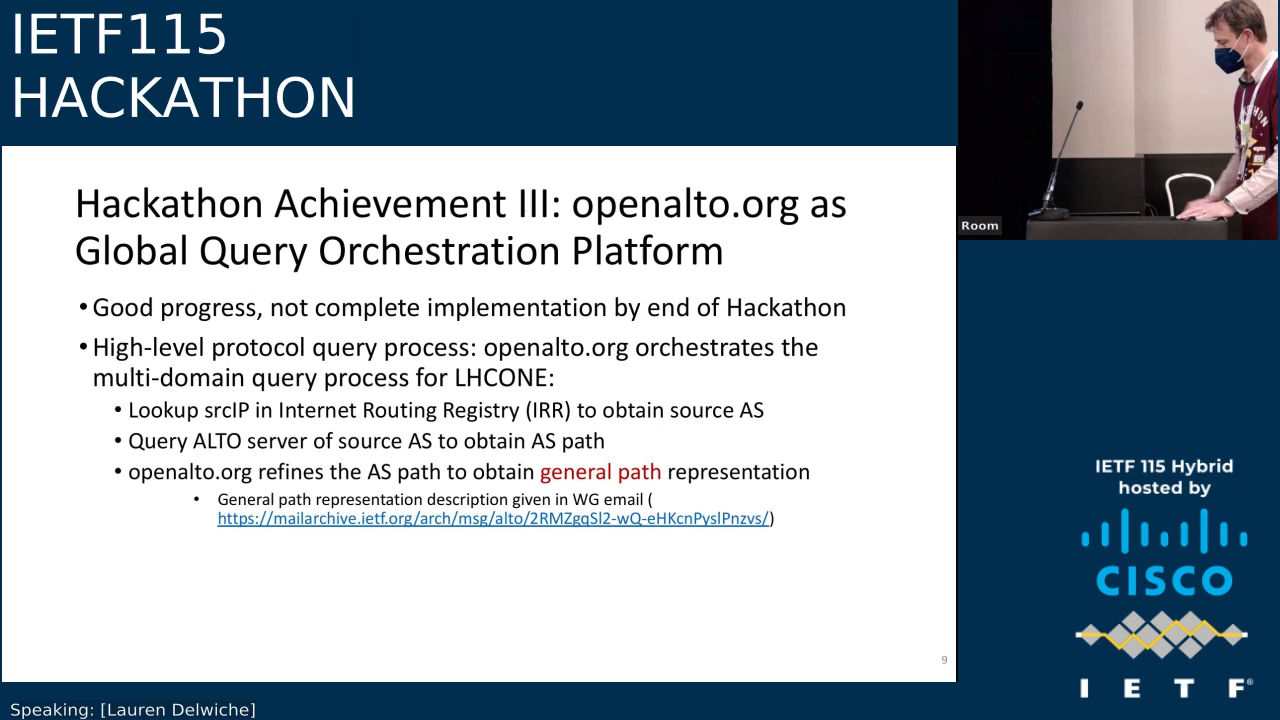 IETF115
HACKATHON
Hackathon Achievement III: openalto.org as
Global Query Orchestration Platform
• Good progress, not complete implementation by end of Hackathon
• High-level protocol query process: openalto.org orchestrates the
multi-domain query process for LHCONE:
• Lookup srcIP in Internet Routing Registry (IRR) to obtain source AS
• Query ALTO server of source AS to obtain AS path
• openalto.org refines the AS path to obtain general path representation
• General path representation description given in WG email (
https://mailarchive.ietf.org/arch/msg/alto/2RMZgqSl2-wQ-eHKcnPyslPnzvs/)
9
Room
IETF 115 Hybrid
hosted by
CISCO
I E T F®
Speaking: [Lauren Delwiche]